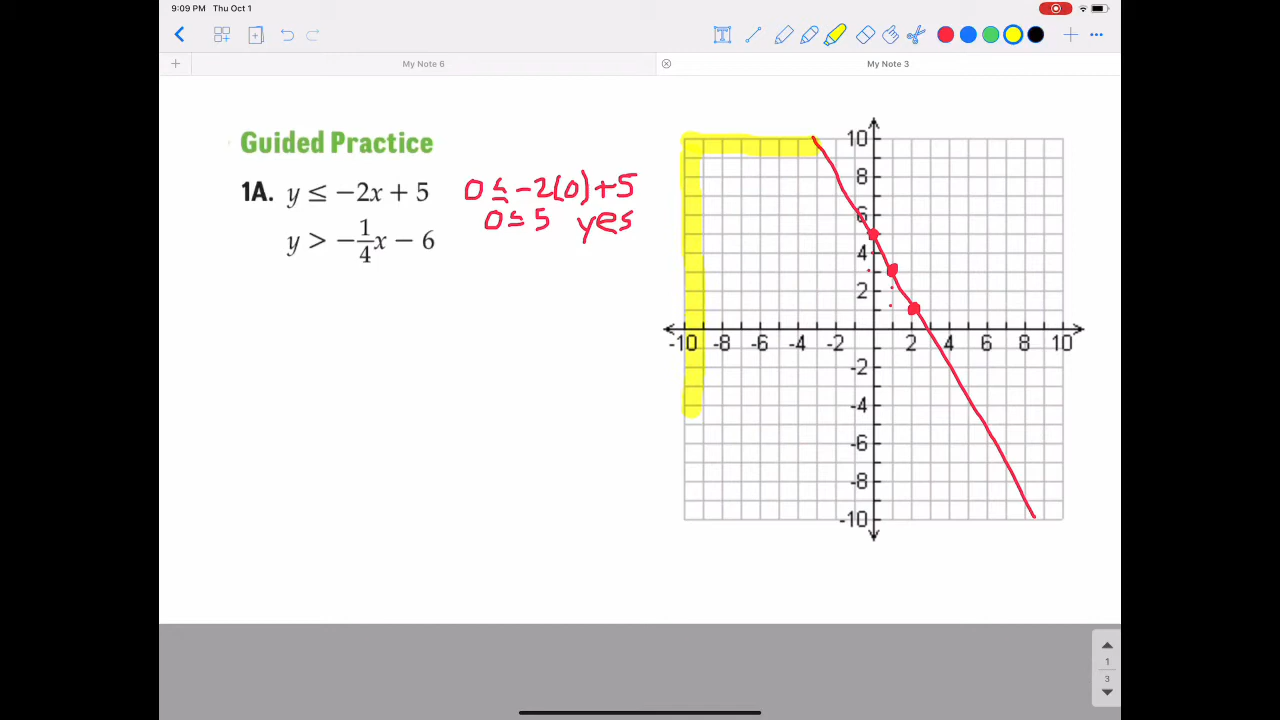 9:09 PM Thu Oct 1
My Note 6
My Note 3
Guided Practice
1A. y ≤ −2x + 5
0 ≤ -2(0)+5
0 ≤ 5 yes
y > −1/4x − 6
10
8
6
4
2
-10 -8 -6 -4 -2 2 4 6 8 10
-2
-4
-6
-8
-10
1
3